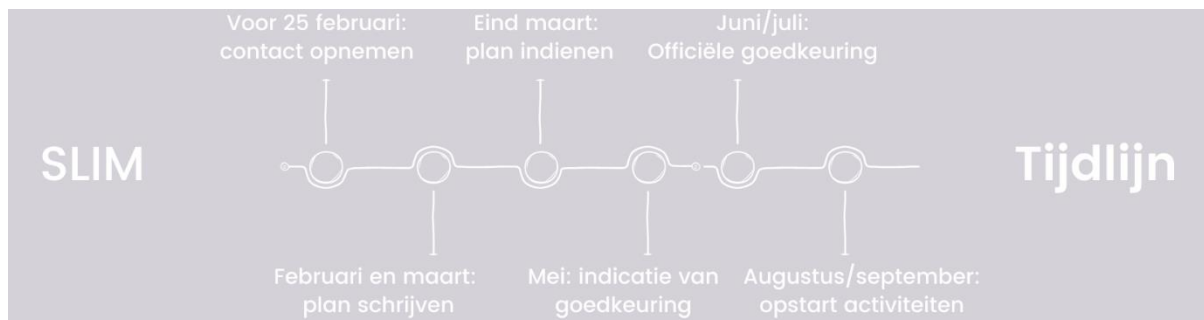 SLIM
Voor 25 februari:
contact opnemen
Februari en maart:
plan schrijven
Eind maart:
plan indienen
Mei: indicatie van
goedkeuring
Juni/juli:
Officiële goedkeuring
Augustus/september:
opstart activiteiten
Tijdlijn